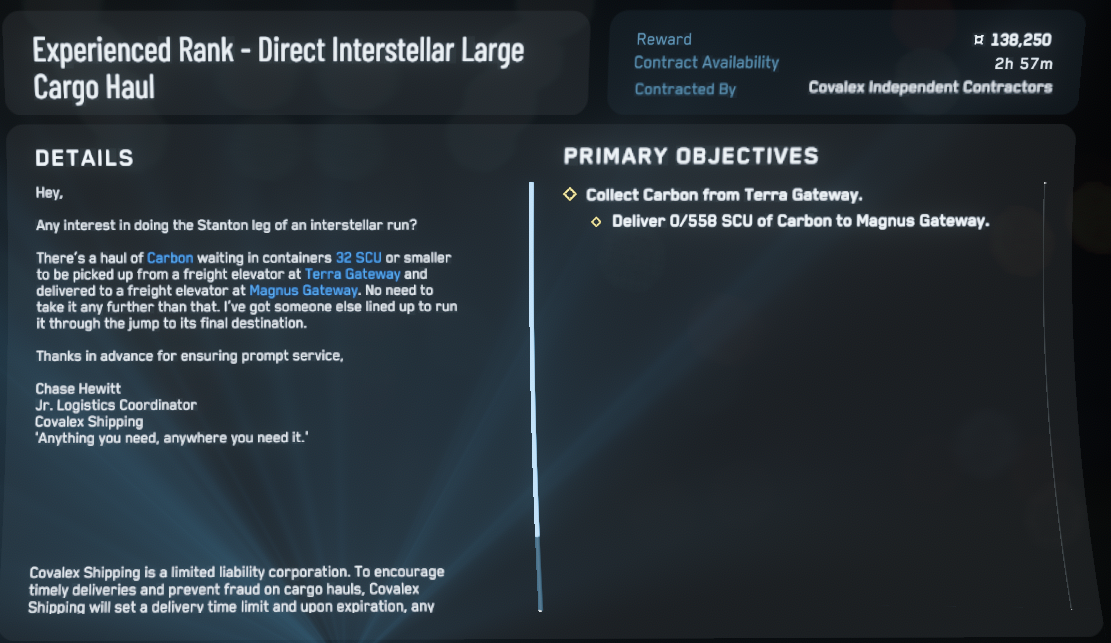 Experienced Rank - Direct Interstellar Large
Cargo Haul
Reward ¤ 138,250
Contract Availability 2h 57m
Contracted By Covalex Independent Contractors
DETAILS
Hey,
Any interest in doing the Stanton leg of an interstellar run?
There's a haul of Carbon waiting in containers 32 SCU or smaller
to be picked up from a freight elevator at Terra Gateway and
delivered to a freight elevator at Magnus Gateway. No need to
take it any further than that. I've got someone else lined up to run
it through the jump to its final destination.
Thanks in advance for ensuring prompt service,
Chase Hewitt
Jr. Logistics Coordinator
Covalex Shipping
'Anything you need, anywhere you need it.'
Covalex Shipping is a limited liability corporation. To encourage
timely deliveries and prevent fraud on cargo hauls, Covalex
Shipping will set a delivery time limit and upon expiration, any
PRIMARY OBJECTIVES
Collect Carbon from Terra Gateway.
Deliver 0/558 SCU of Carbon to Magnus Gateway.